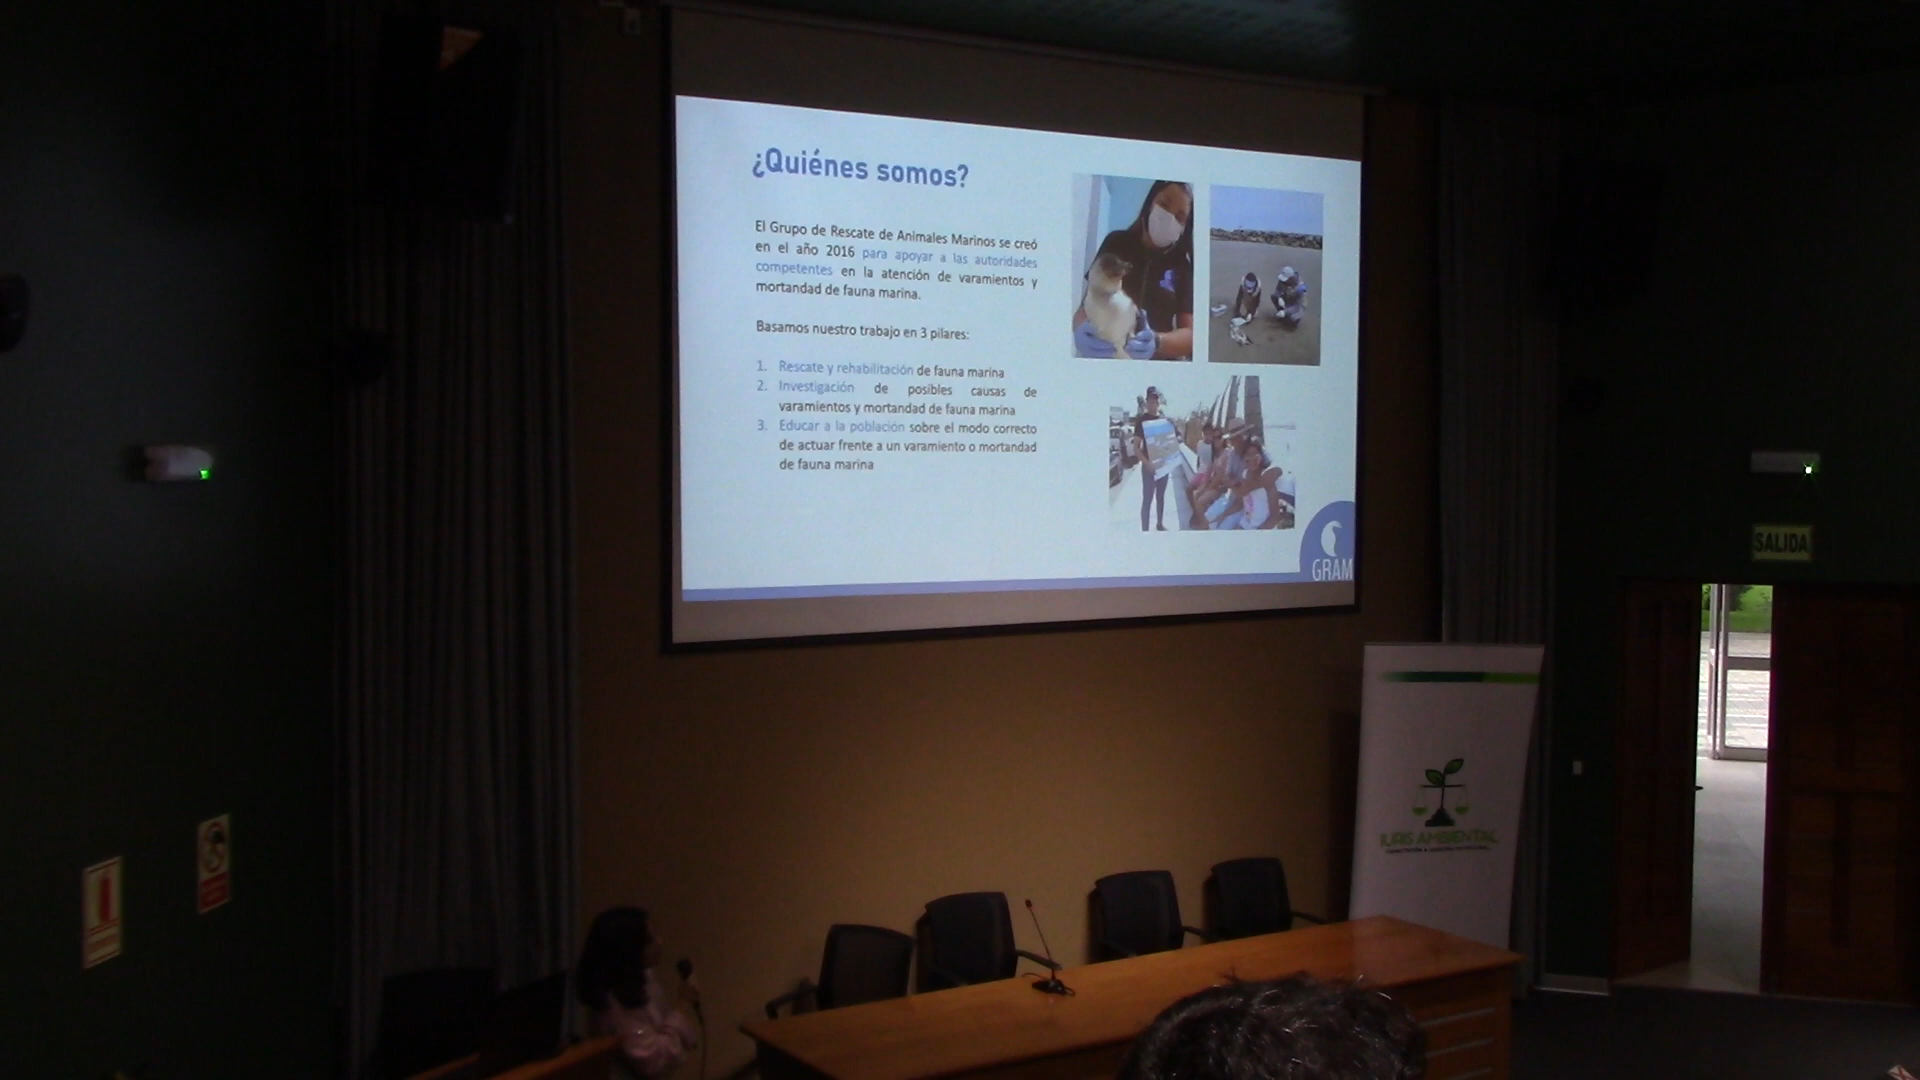 ¿Quiénes somos?
El Grupo de Rescate de Animales Marinos se creó
en el año 2016 para apoyar a las autoridades
competentes en la atención de varamientos y
mortandad de fauna marina.
Basamos nuestro trabajo en 3 pilares:
1. Rescate y rehabilitación de fauna marina
2. Investigación de posibles causas de
varamientos y mortandad de fauna marina
3. Educar a la población sobre el modo correcto
de actuar frente a un varamiento o mortandad
de fauna marina
GRAM
SALIDA
IURIS AMBIENTAL